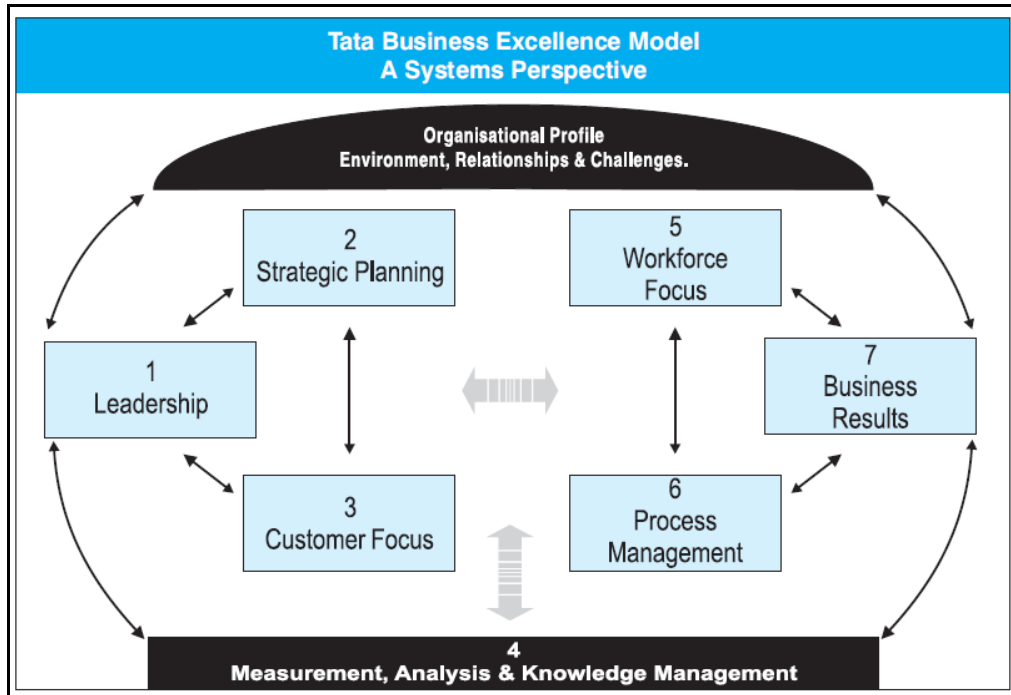 Tata Business Excellence Model
A Systems Perspective
Organisational Profile
Environment, Relationships & Challenges.
2
Strategic Planning
5
Workforce
Focus
1
Leadership
7
Business
Results
3
Customer Focus
6
Process
Management
4
Measurement, Analysis & Knowledge Management